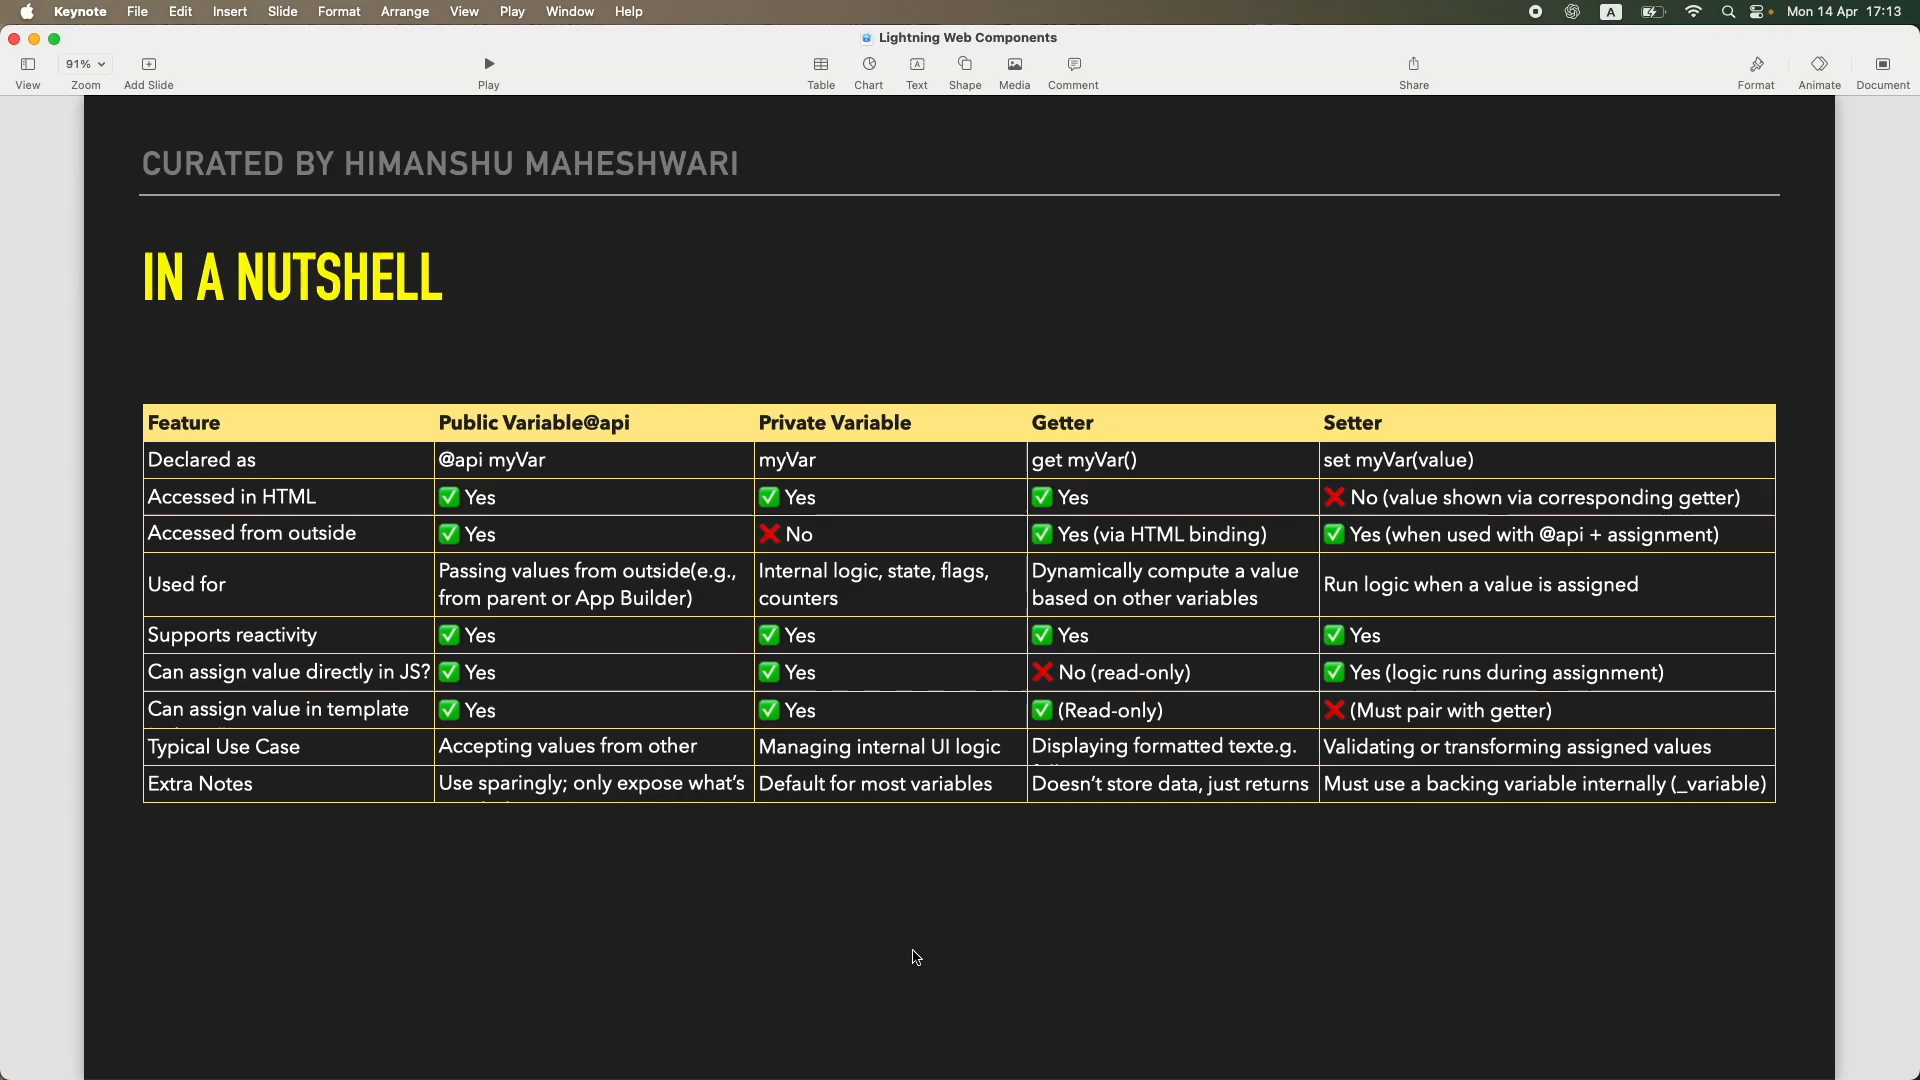 Keynote File Edit Insert Slide Format Arrange View Play Window Help A Mon 14 Apr 17:13
Lightning Web Components
91%
View Zoom Add Slide Play Table Chart Text Shape Media Comment Share Format Animate Document
CURATED BY HIMANSHU MAHESHWARI
IN A NUTSHELL
Feature Public Variable@api Private Variable Getter Setter
Declared as @api myVar myVar get myVar() set myVar(value)
Accessed in HTML ✅ Yes ✅ Yes ✅ Yes ❌ No (value shown via corresponding getter)
Accessed from outside ✅ Yes ❌ No ✅ Yes (via HTML binding) ✅ Yes (when used with @api + assignment)
Used for Passing values from outside(e.g., from parent or App Builder) Internal logic, state, flags, counters Dynamically compute a value based on other variables Run logic when a value is assigned
Supports reactivity ✅ Yes ✅ Yes ✅ Yes ✅ Yes
Can assign value directly in JS? ✅ Yes ✅ Yes ❌ No (read-only) ✅ Yes (logic runs during assignment)
Can assign value in template ✅ Yes ✅ Yes ✅ (Read-only) ❌ (Must pair with getter)
Typical Use Case Accepting values from other Managing internal UI logic Displaying formatted texte.g. Validating or transforming assigned values
Extra Notes Use sparingly; only expose what's Default for most variables Doesn't store data, just returns Must use a backing variable internally (_variable)